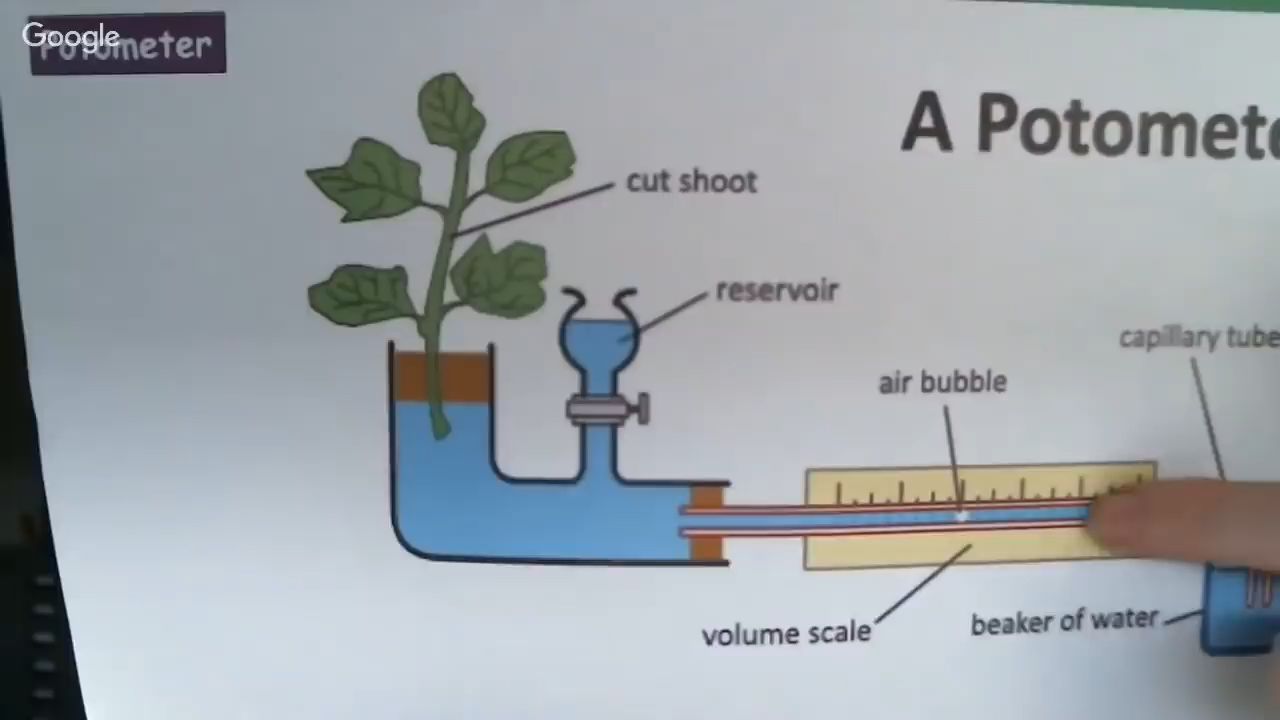 Google
Potometer
A Potomete
cut shoot
reservoir
capillary tube
air bubble
volume scale
beaker of water